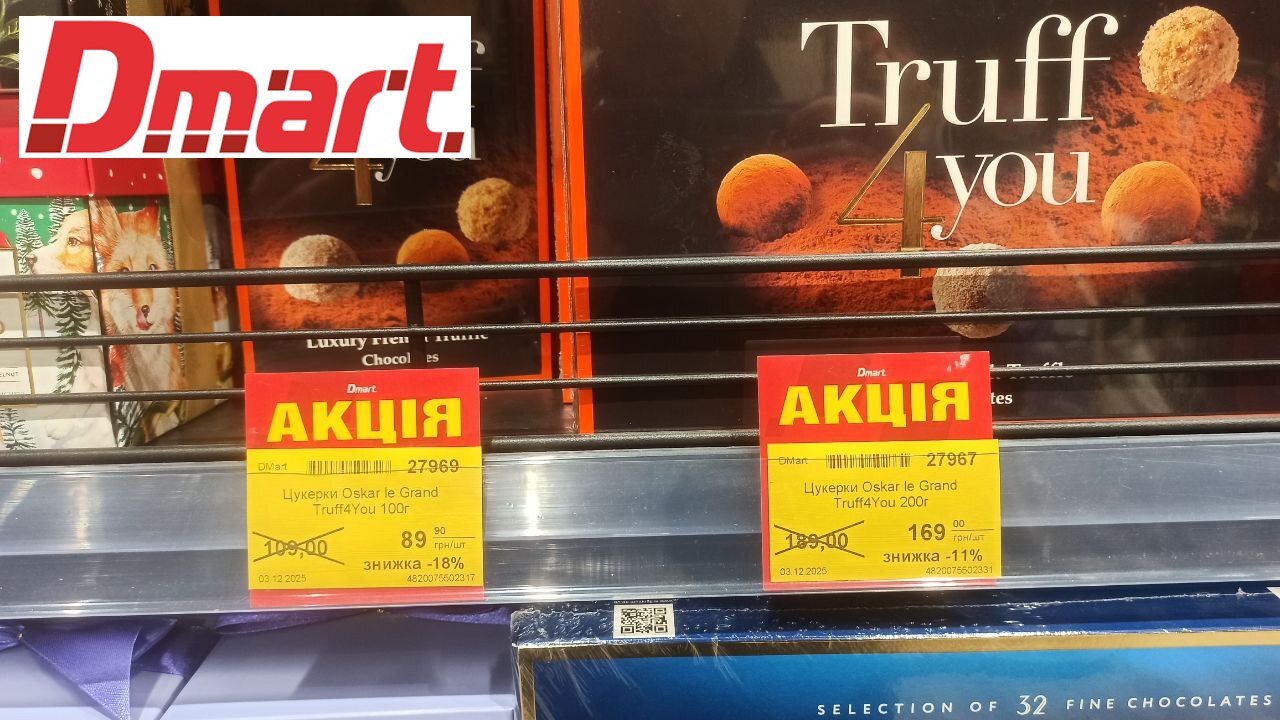 Dmart.
Truff
4you
you
Luxury French Truffle
Chocolates
tes
Dmart.
АКЦІЯ
DMart 27969
Цукерки Oskar le Grand
Truff4You 100г
109,00 89 90
грн/шт
знижка -18%
03.12.2025 4820075502317
Dmart.
АКЦІЯ
DMart 27967
Цукерки Oskar le Grand
Truff4You 200г
189,00 169 00
грн/шт
знижка -11%
03.12.2025 4820075502331
SELECTION OF 32 FINE CHOCOLATES